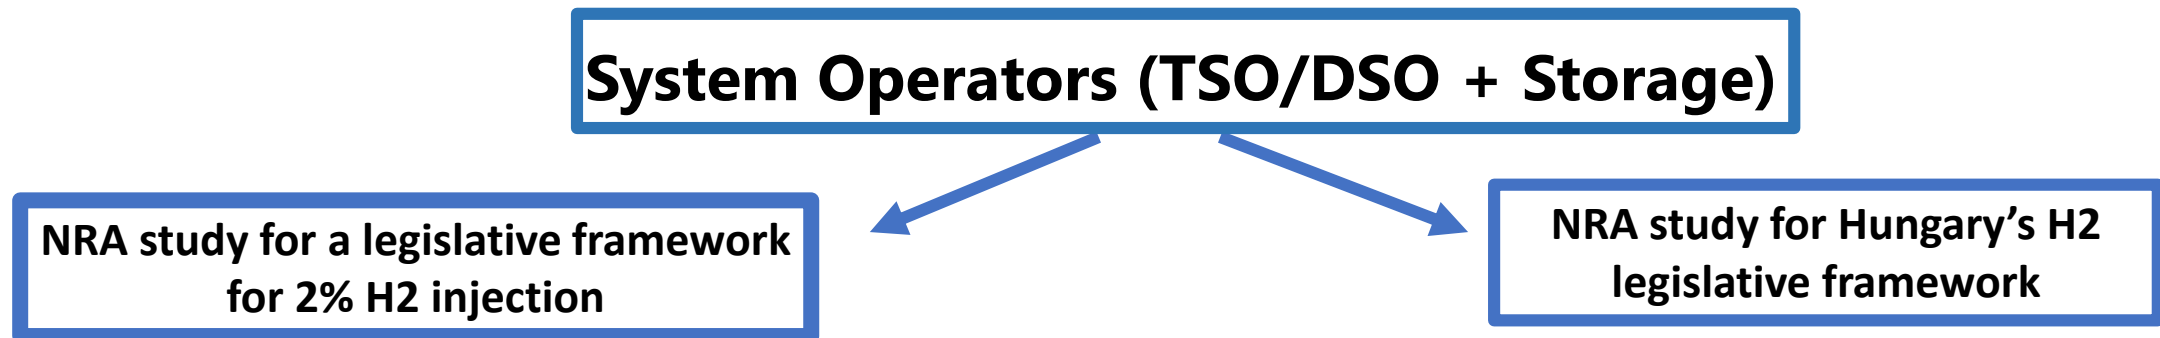 System Operators (TSO/DSO + Storage)
NRA study for a legislative framework
for 2% H2 injection
NRA study for Hungary’s H2
legislative framework